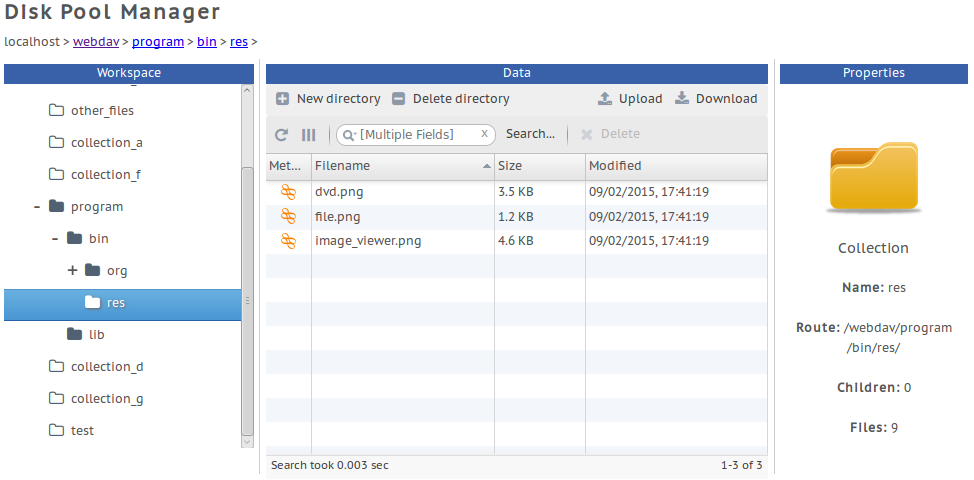 Disk Pool Manager
localhost > webdav > program > bin > res >
Workspace
other_files
collection_a
collection_f
- program
- bin
+ org
res
lib
collection_d
collection_g
test
Data
New directory Delete directory Upload Download
[Multiple Fields] X Search... Delete
Met... Filename Size Modified
dvd.png 3.5 KB 09/02/2015, 17:41:19
file.png 1.2 KB 09/02/2015, 17:41:19
image_viewer.png 4.6 KB 09/02/2015, 17:41:19
Search took 0.003 sec 1-3 of 3
Properties
Collection
Name: res
Route: /webdav/program
/bin/res/
Children: 0
Files: 9